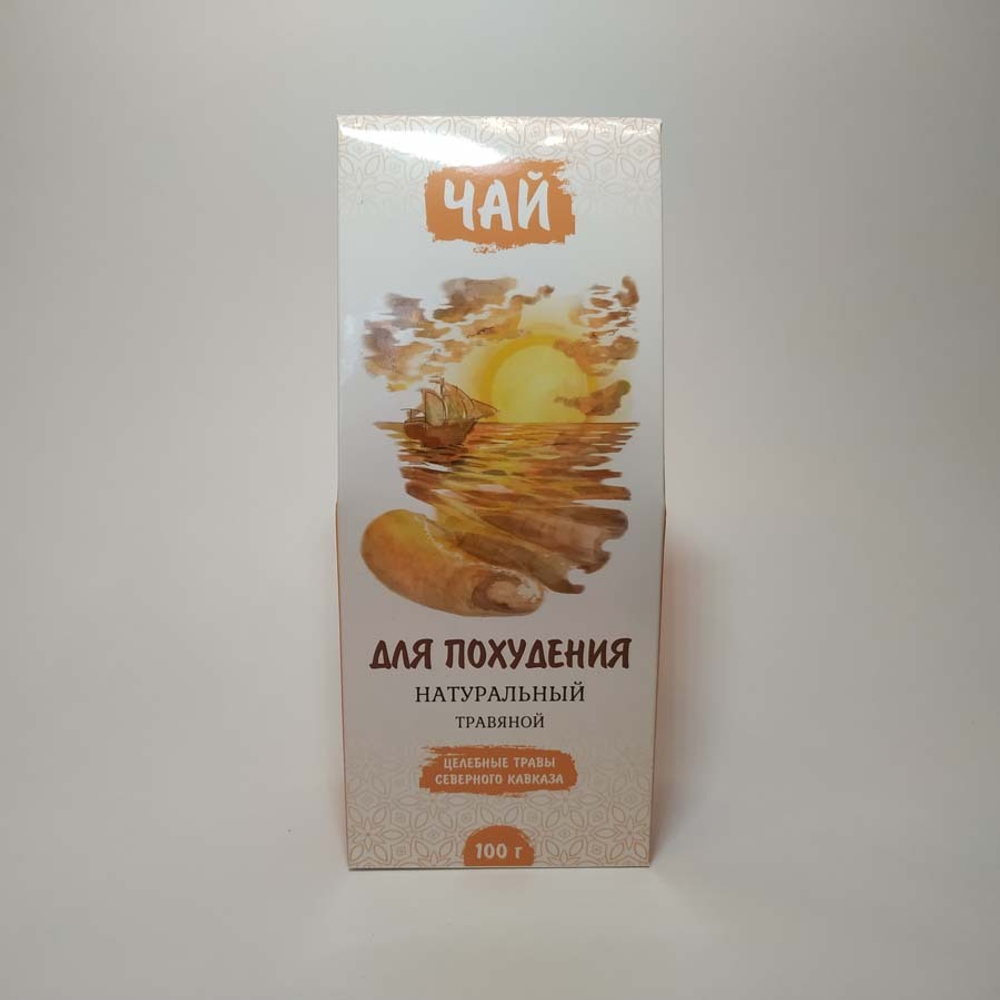 ЧАЙ
ДЛЯ ПОХУДЕНИЯ
НАТУРАЛЬНЫЙ
ТРАВЯНОЙ
ЦЕЛЕБНЫЕ ТРАВЫ
СЕВЕРНОГО КАВКАЗА
100 г